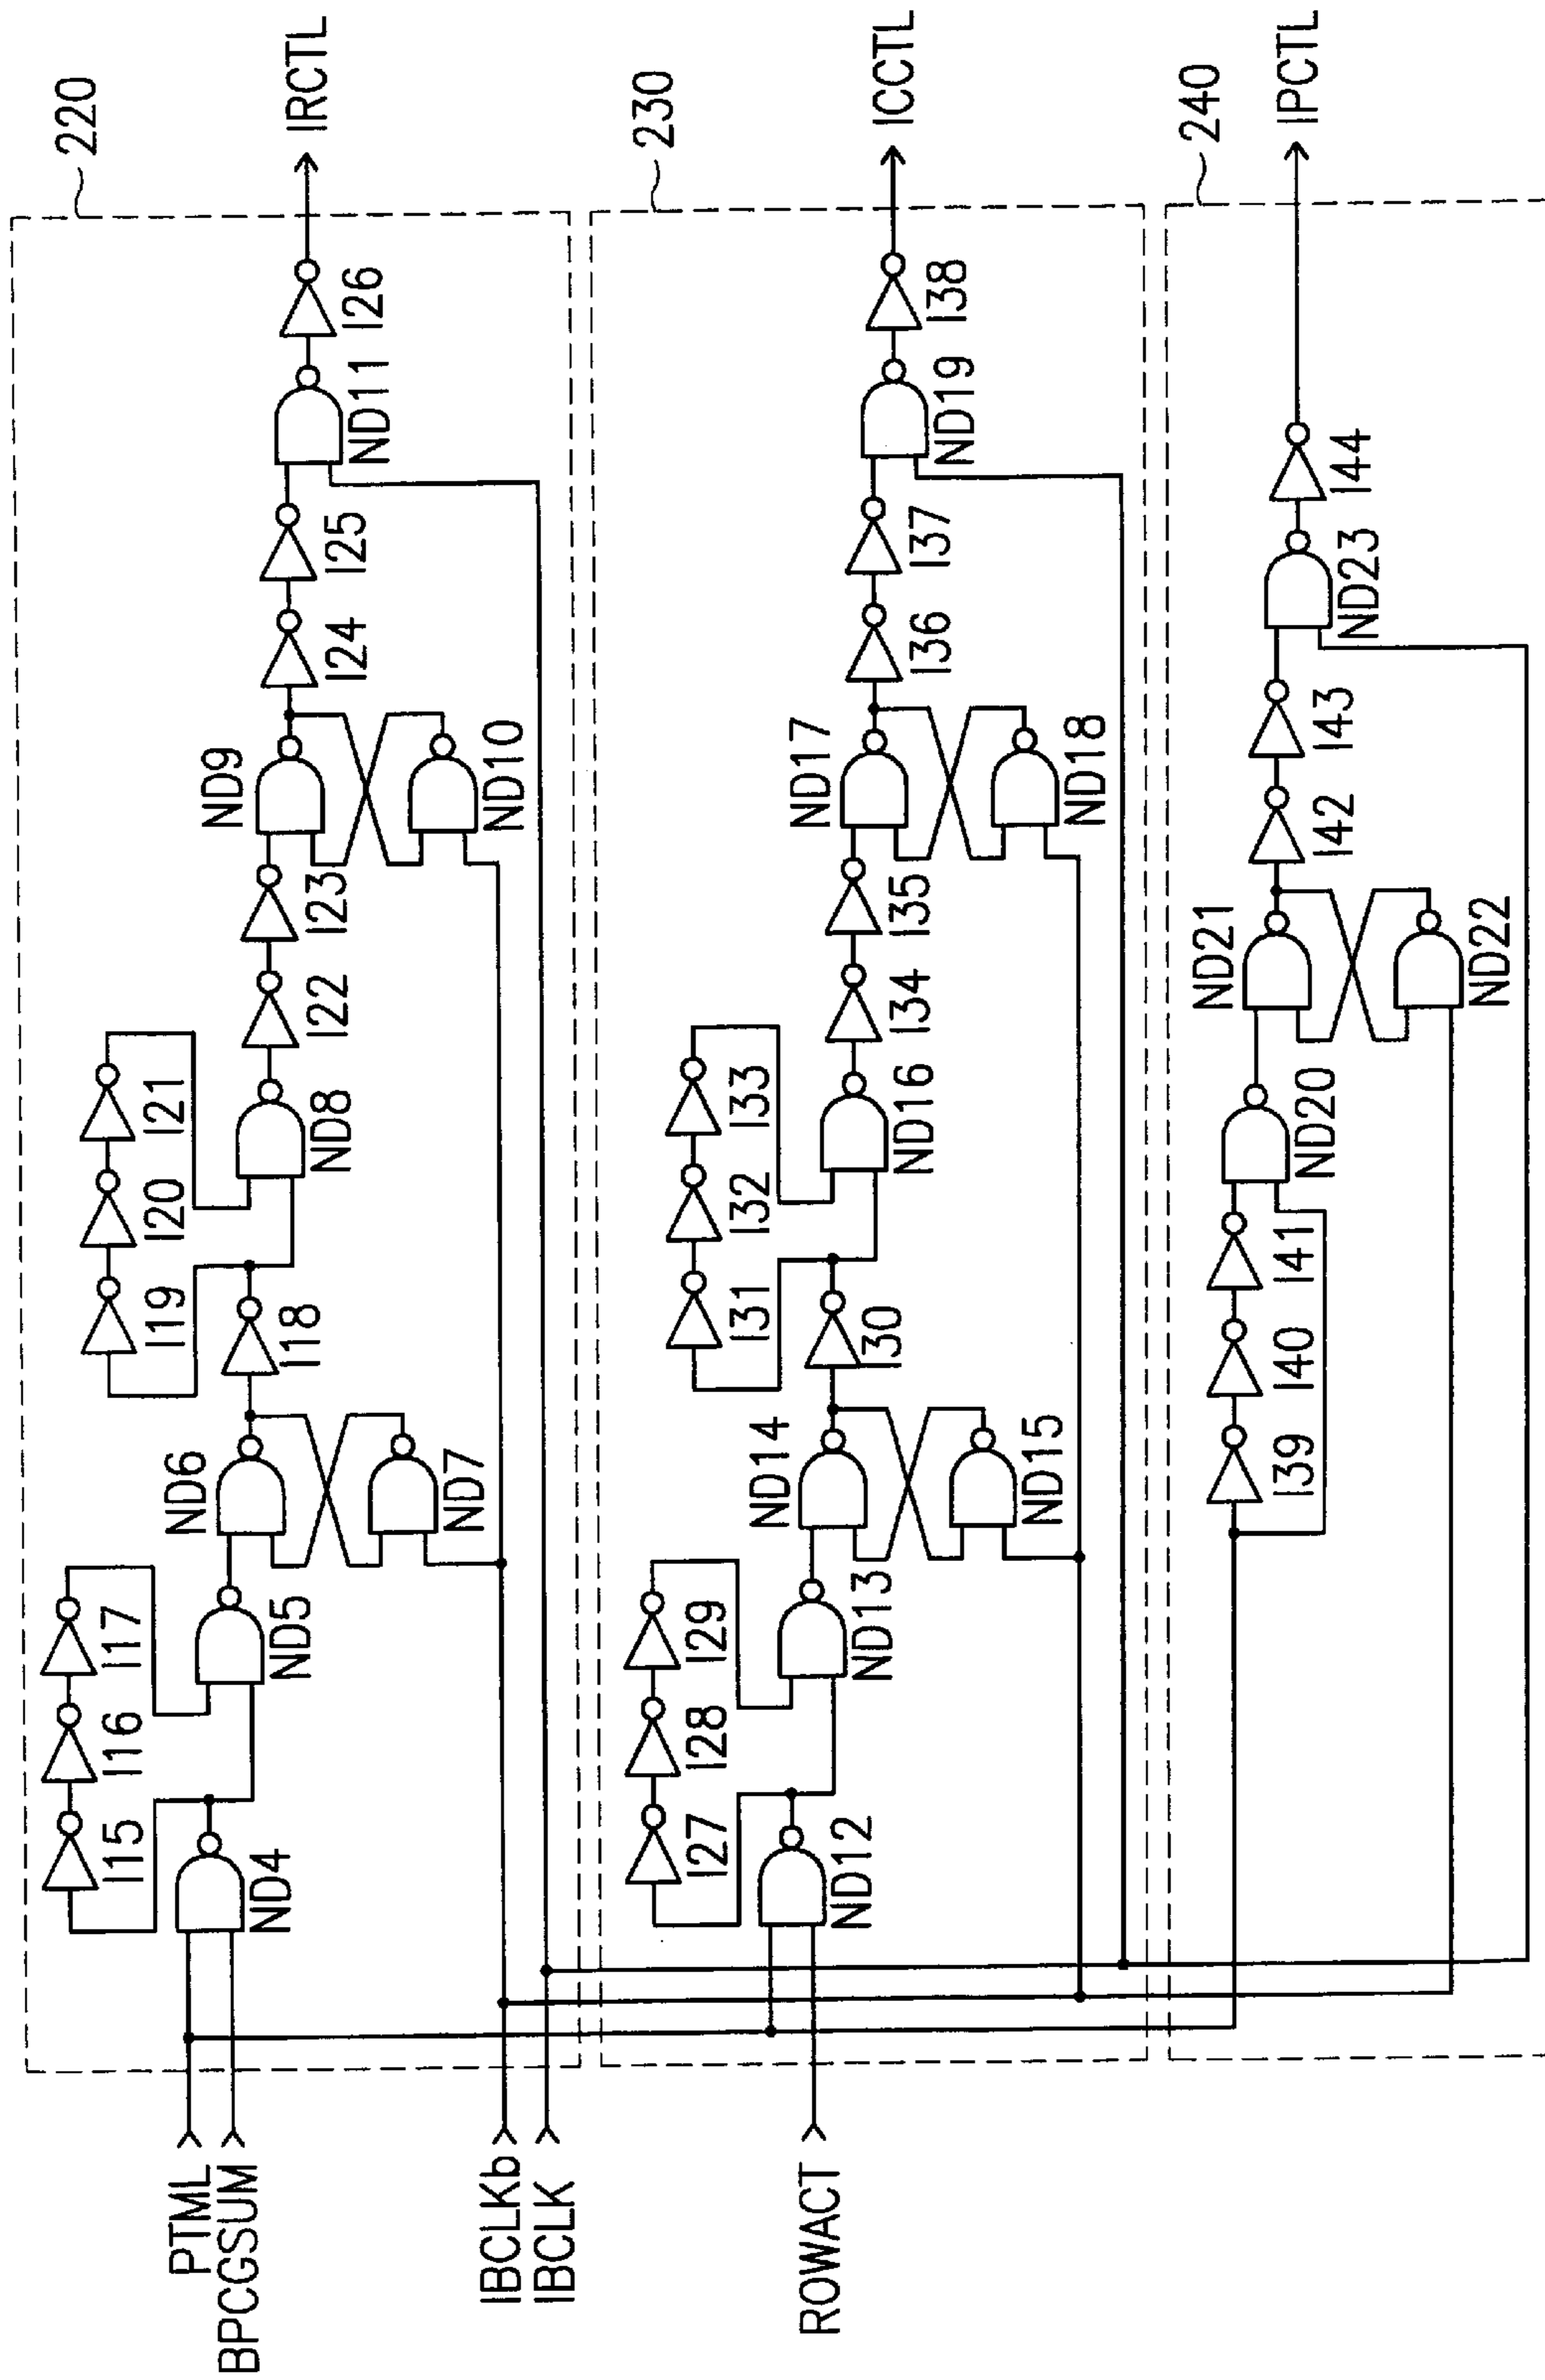 220
I15
I16
I17
I19
I20
I21
PTML
BPCGSUM
ND4
ND5
ND6
ND7
I18
ND8
I22
I23
ND9
ND10
I24
I25
ND11
I26
IRCTL
IBCLKb
IBCLK
230
I27
I28
I29
I31
I32
I33
ROWACT
ND12
ND13
ND14
ND15
I30
ND16
I34
I35
ND17
ND18
I36
I37
ND19
I38
ICCTL
240
I39
I40
I41
ND20
ND21
ND22
I42
I43
ND23
I44
IPCTL